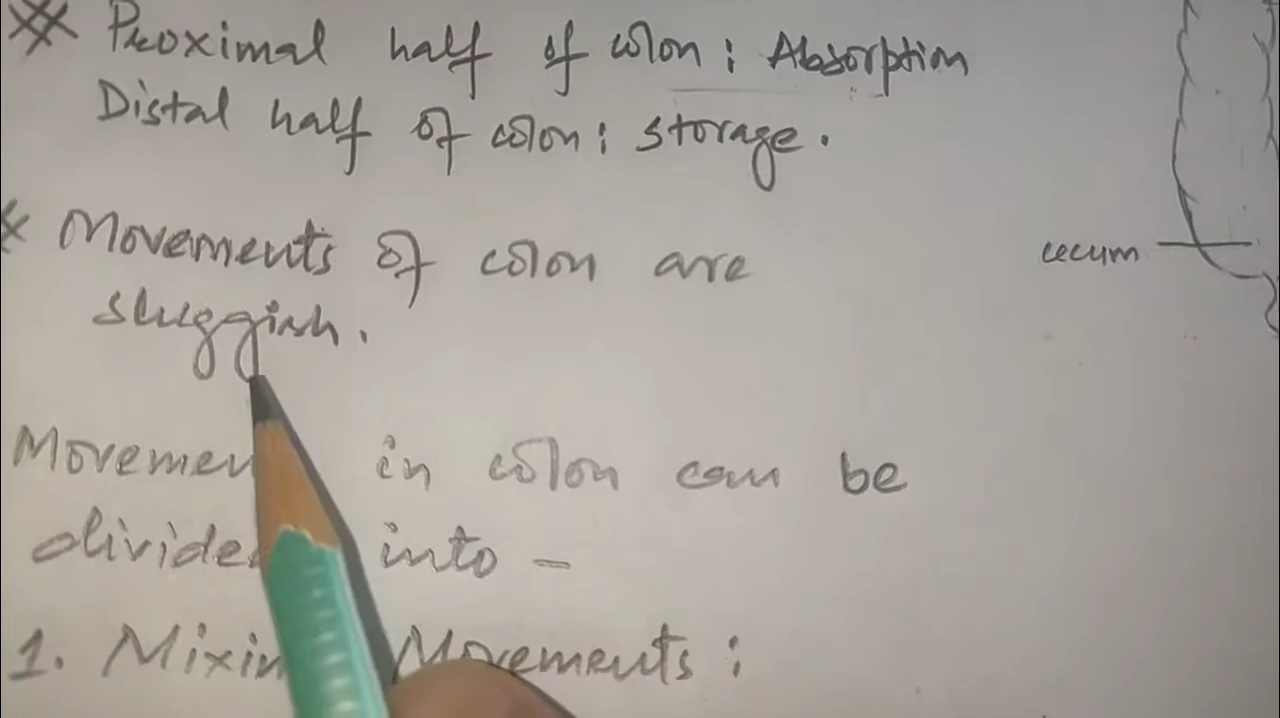 Proximal half of colon : Absorption
Distal half of colon : storage.
Movements of colon are
sluggish.
cecum
in colon can be
into -
1. Movements :